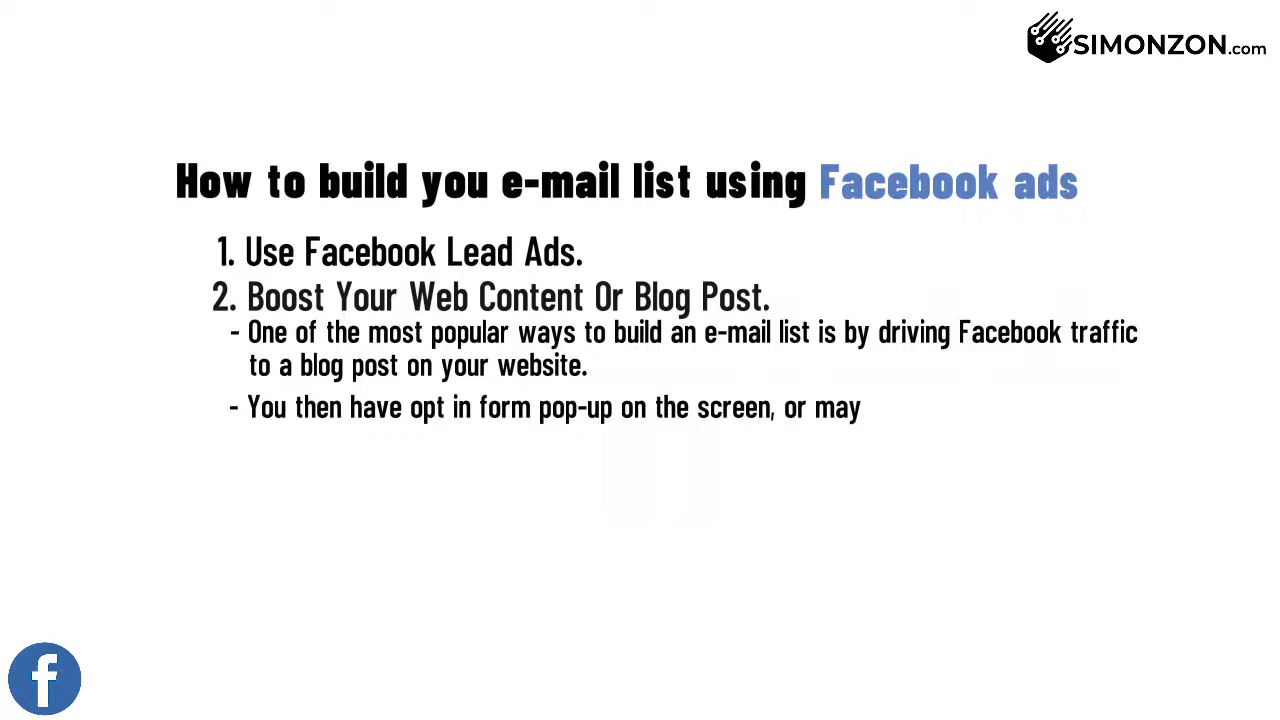 SIMONZON.com
How to build you e-mail list using Facebook ads
1. Use Facebook Lead Ads.
2. Boost Your Web Content Or Blog Post.
- One of the most popular ways to build an e-mail list is by driving Facebook traffic
to a blog post on your website.
- You then have opt in form pop-up on the screen, or may
f